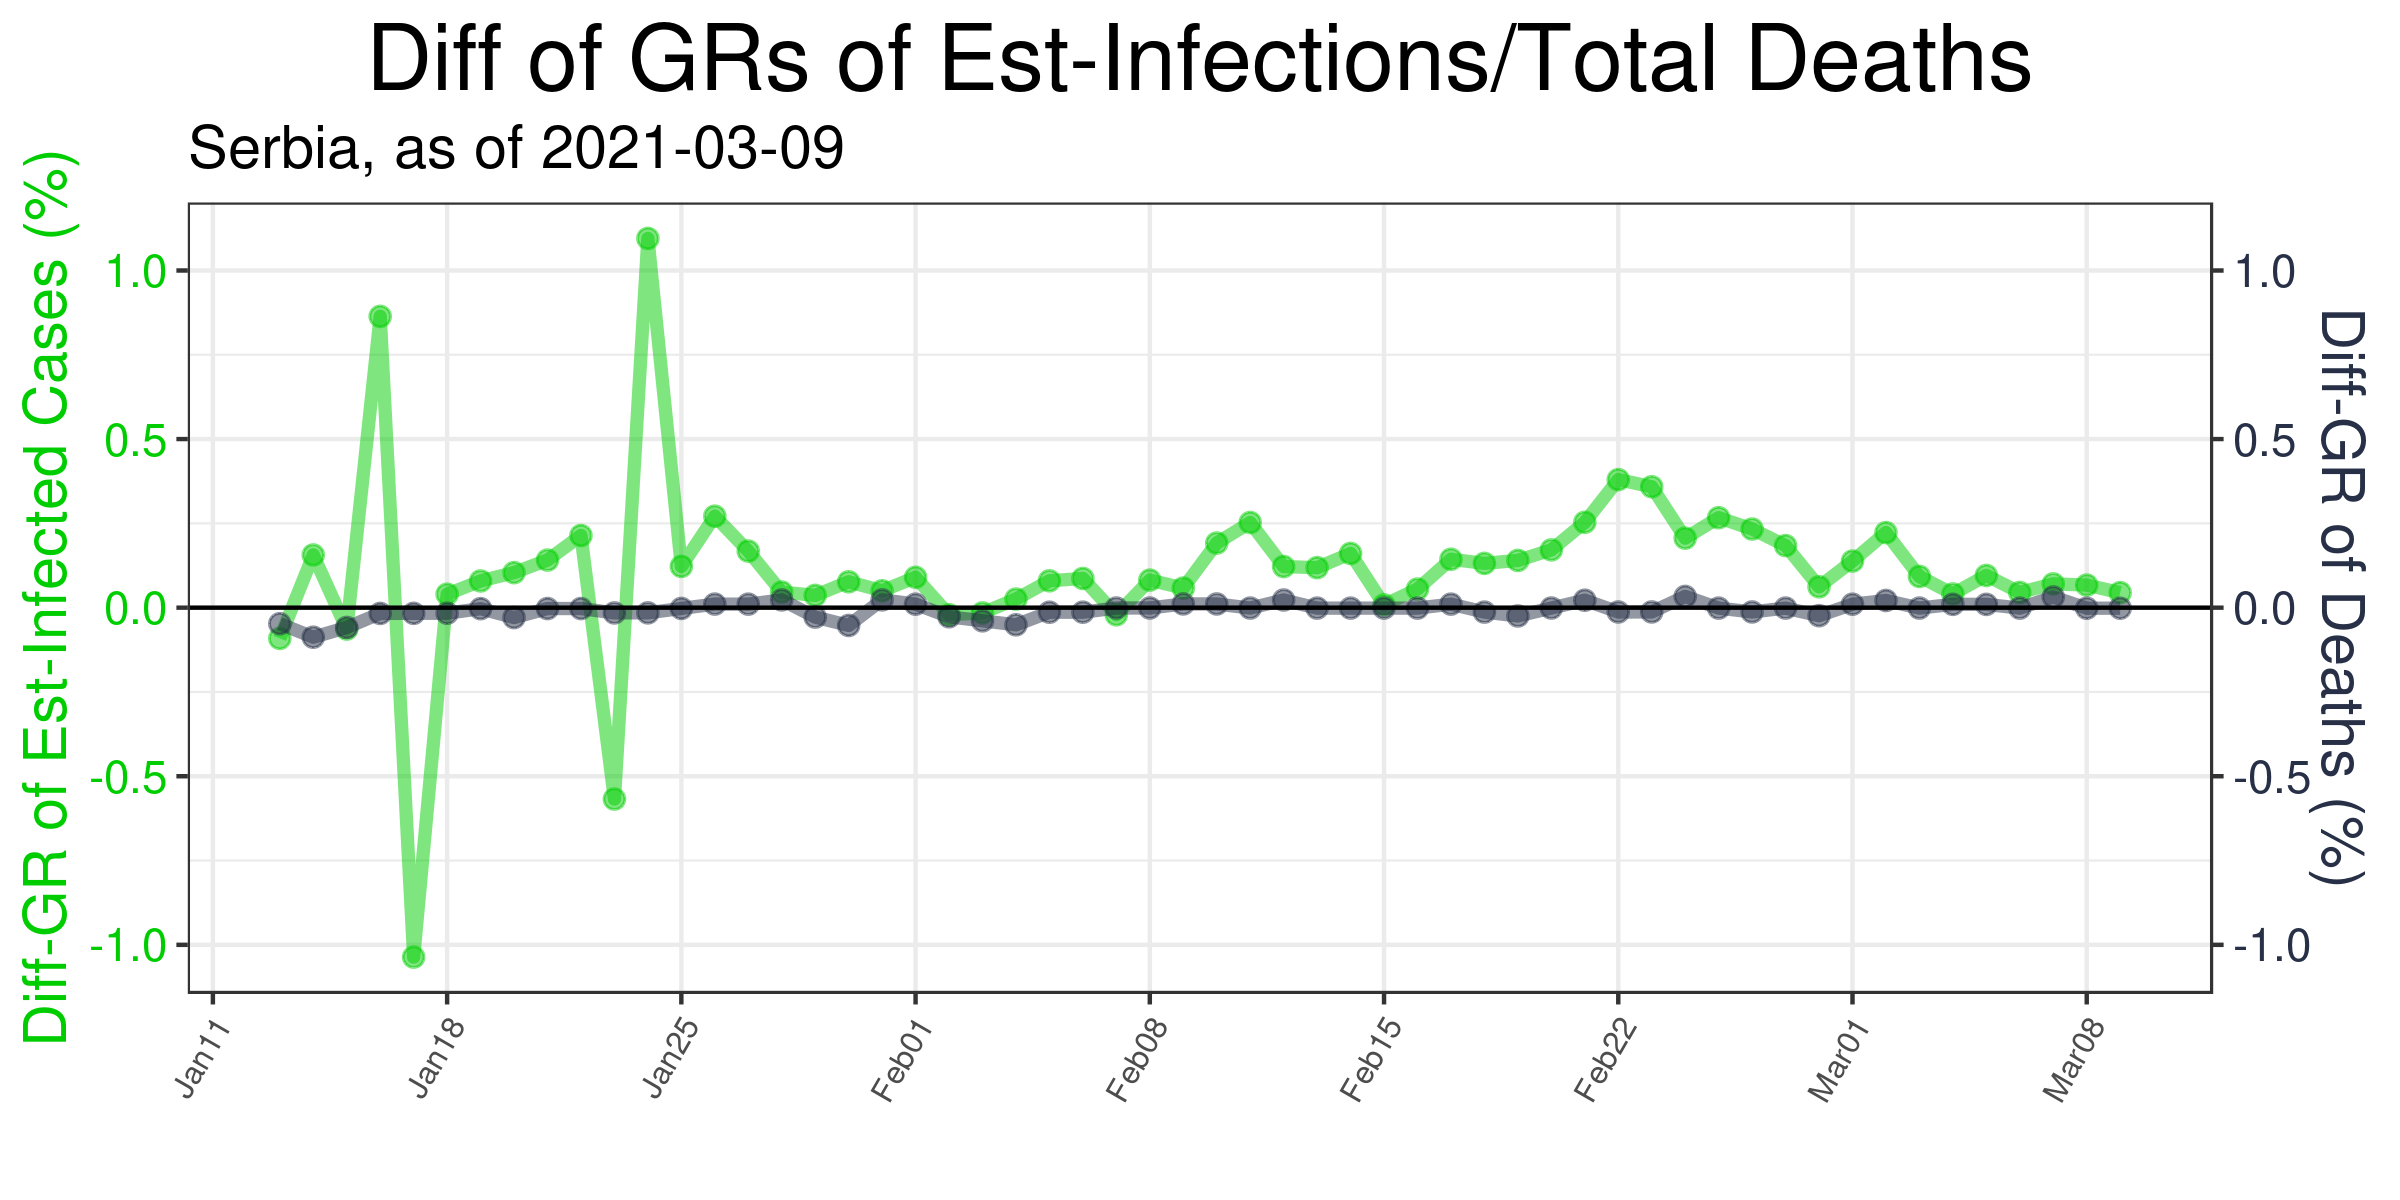 Diff of GRs of Est-Infections/Total Deaths
Serbia, as of 2021-03-09
Diff-GR of Est-Infected Cases (%)
1.0
0.5
0.0
-0.5
-1.0
1.0
0.5
0.0
-0.5
-1.0
Diff-GR of Deaths (%)
Jan11
Jan18
Jan25
Feb01
Feb08
Feb15
Feb22
Mar01
Mar08